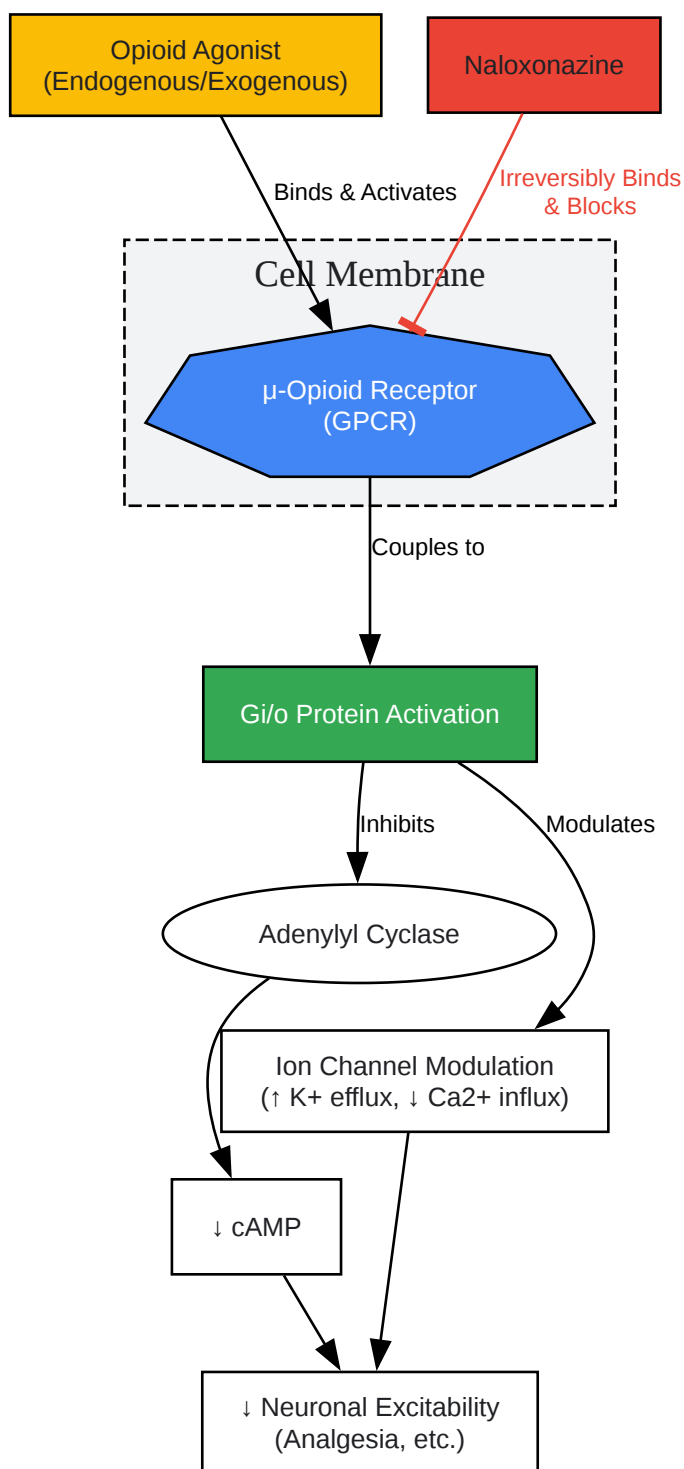 Opioid Agonist
(Endogenous/Exogenous)
Naloxonazine
Binds & Activates
Irreversibly Binds
& Blocks
Cell Membrane
μ-Opioid Receptor
(GPCR)
Couples to
Gi/o Protein Activation
Inhibits
Modulates
Adenylyl Cyclase
Ion Channel Modulation
(↑ K+ efflux, ↓ Ca2+ influx)
↓ cAMP
↓ Neuronal Excitability
(Analgesia, etc.)